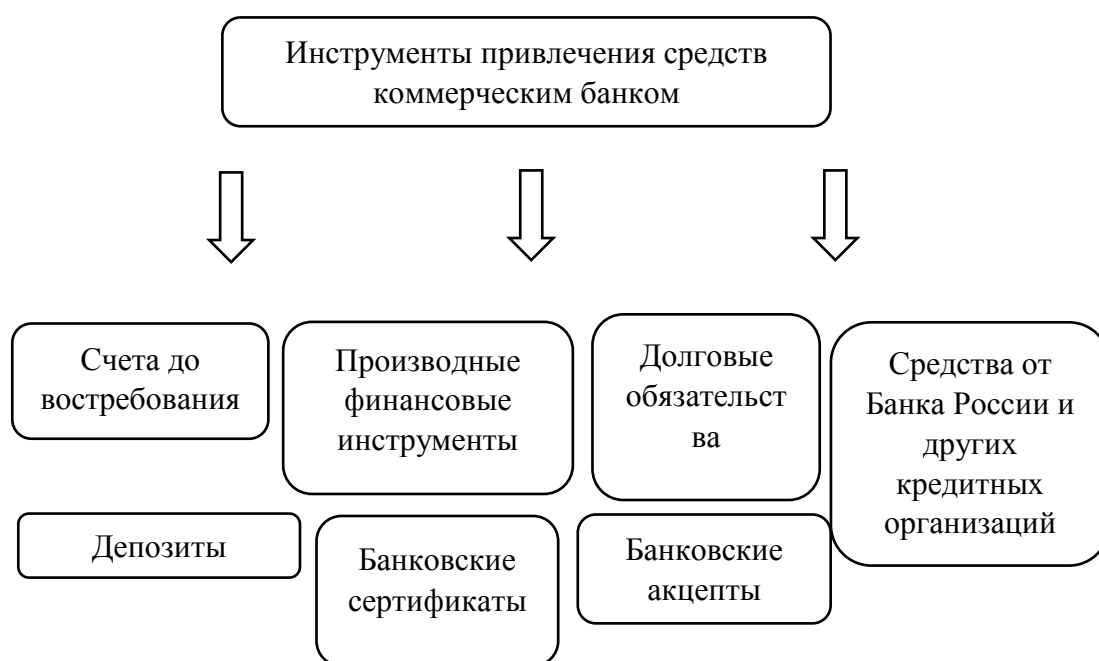 Инструменты привлечения средств
коммерческим банком
Счета до
востребования
Производные
финансовые
инструменты
Долговые
обязательст
ва
Средства от
Банка России и
других
кредитных
организаций
Депозиты
Банковские
сертификаты
Банковские
акцепты